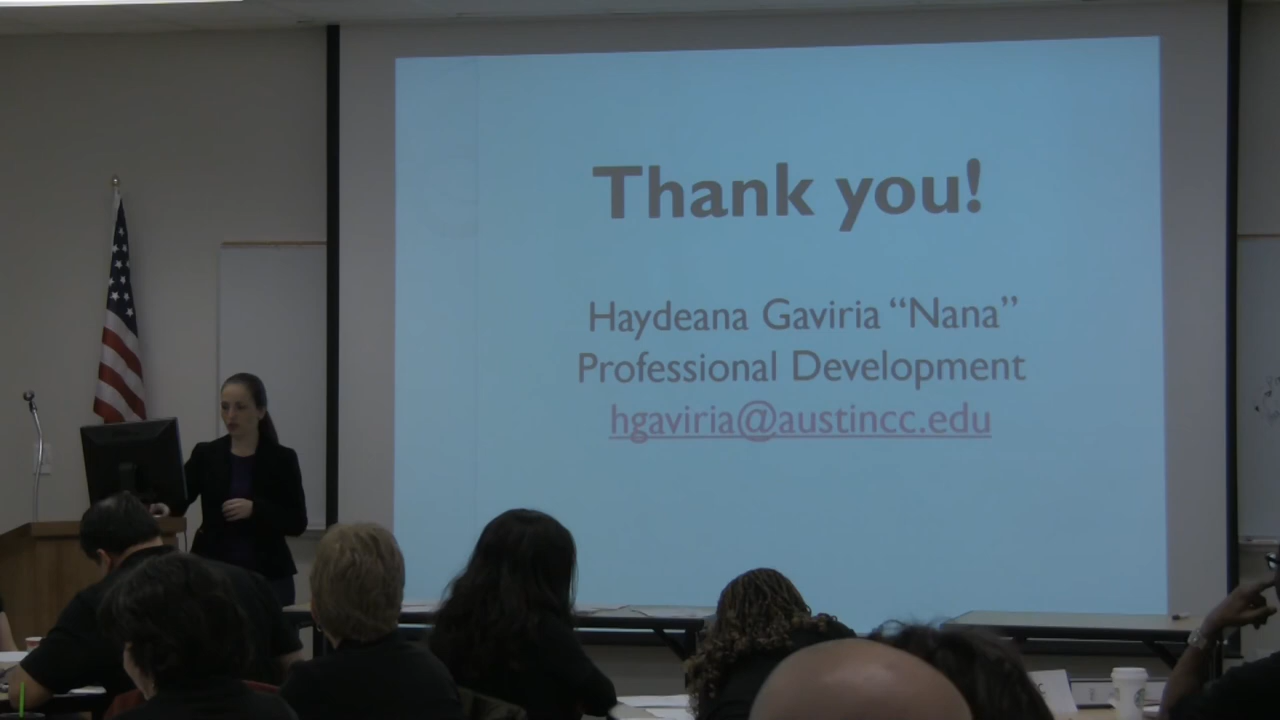 Thank you!
Haydeana Gaviria “Nana”
Professional Development
hgaviria@austincc.edu